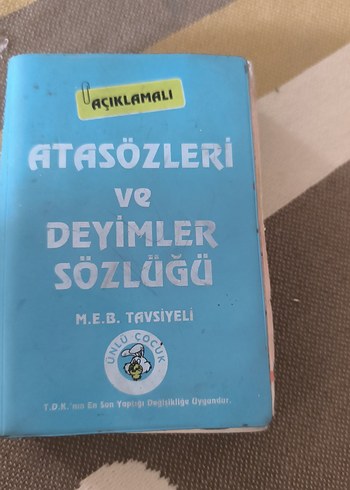 AÇIKLAMALI
ATASÖZLERİ
ve
DEYİMLER
SÖZLÜĞÜ
M.E.B. TAVSİYELİ
ÜNLÜ ÇOCUK
T.D.K.'nın En Son Yaptığı Değişikliğe Uygundur.